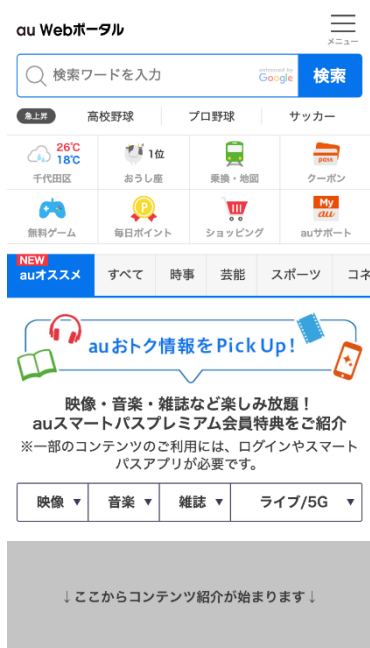 au Webポータル
メニュー
検索ワードを入力
enhanced by
Google
検索
急上昇
高校野球
プロ野球
サッカー
26℃
18℃
1位
pass
千代田区
おうし座
乗換・地図
クーポン
P
My
au
無料ゲーム
毎日ポイント
ショッピング
auサポート
NEW
auオススメ
すべて
時事
芸能
スポーツ
コネ
auおトク情報をPick Up!
映像・音楽・雑誌など楽しみ放題！
auスマートパスプレミアム会員特典をご紹介
※一部のコンテンツのご利用には、ログインやスマート
パスアプリが必要です。
映像 ▼
音楽 ▼
雑誌 ▼
ライブ/5G ▼
↓ここからコンテンツ紹介が始まります↓